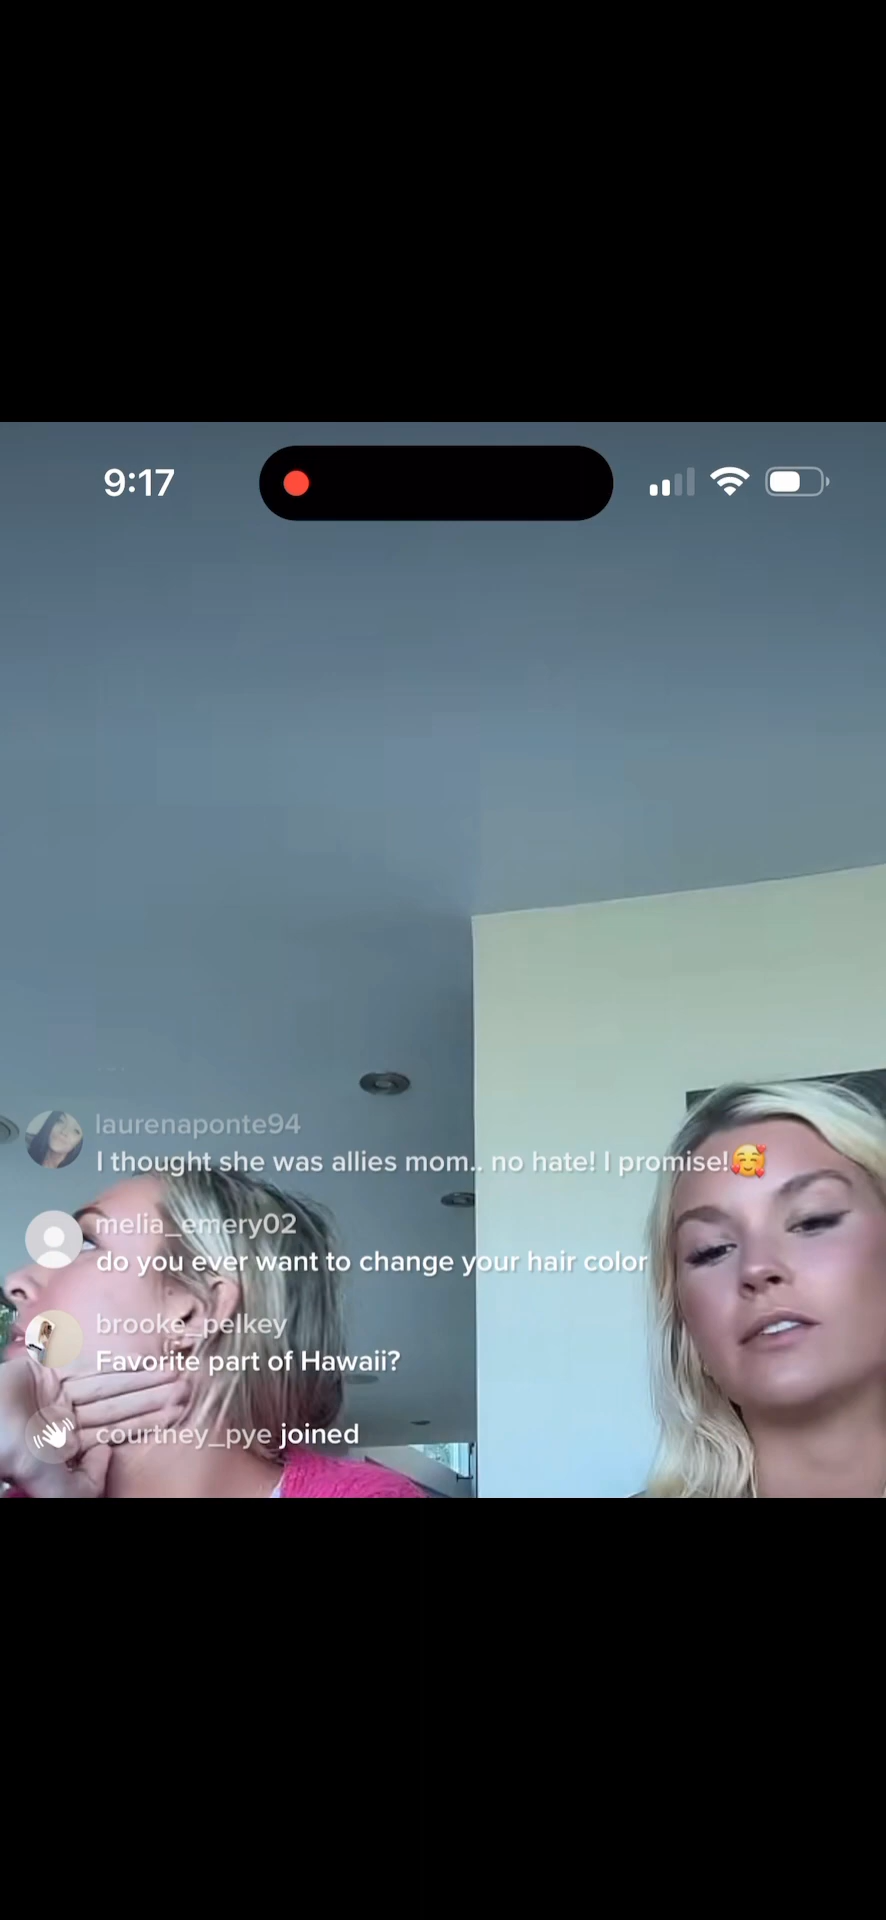 9:17
laurenaponte94
I thought she was allies mom.. no hate! I promise!🥰
melia_emery02
do you ever want to change your hair color
brooke_pelkey
Favorite part of Hawaii?
courtney_pye joined